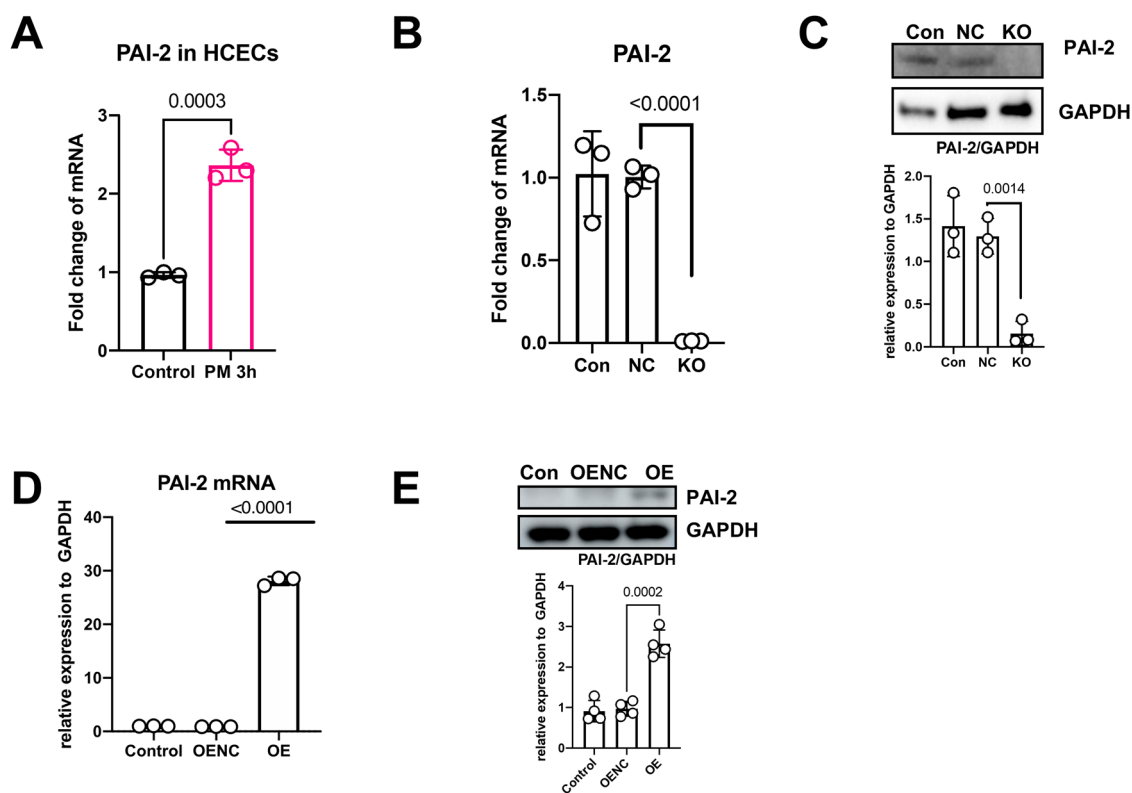 A
PAI-2 in HCECs
0.0003
Fold change of mRNA
3
2
1
0
Control PM 3h
B
PAI-2
<0.0001
Fold change of mRNA
1.5
1.0
0.5
0.0
Con NC KO
C
Con NC KO
PAI-2
GAPDH
PAI-2/GAPDH
0.0014
relative expression to GAPDH
2.0
1.5
1.0
0.5
0.0
Con NC KO
D
PAI-2 mRNA
<0.0001
relative expression to GAPDH
40
30
20
10
0
Control OENC OE
E
Con OENC OE
PAI-2
GAPDH
PAI-2/GAPDH
0.0002
relative expression to GAPDH
4
3
2
1
0
Control OENC OE